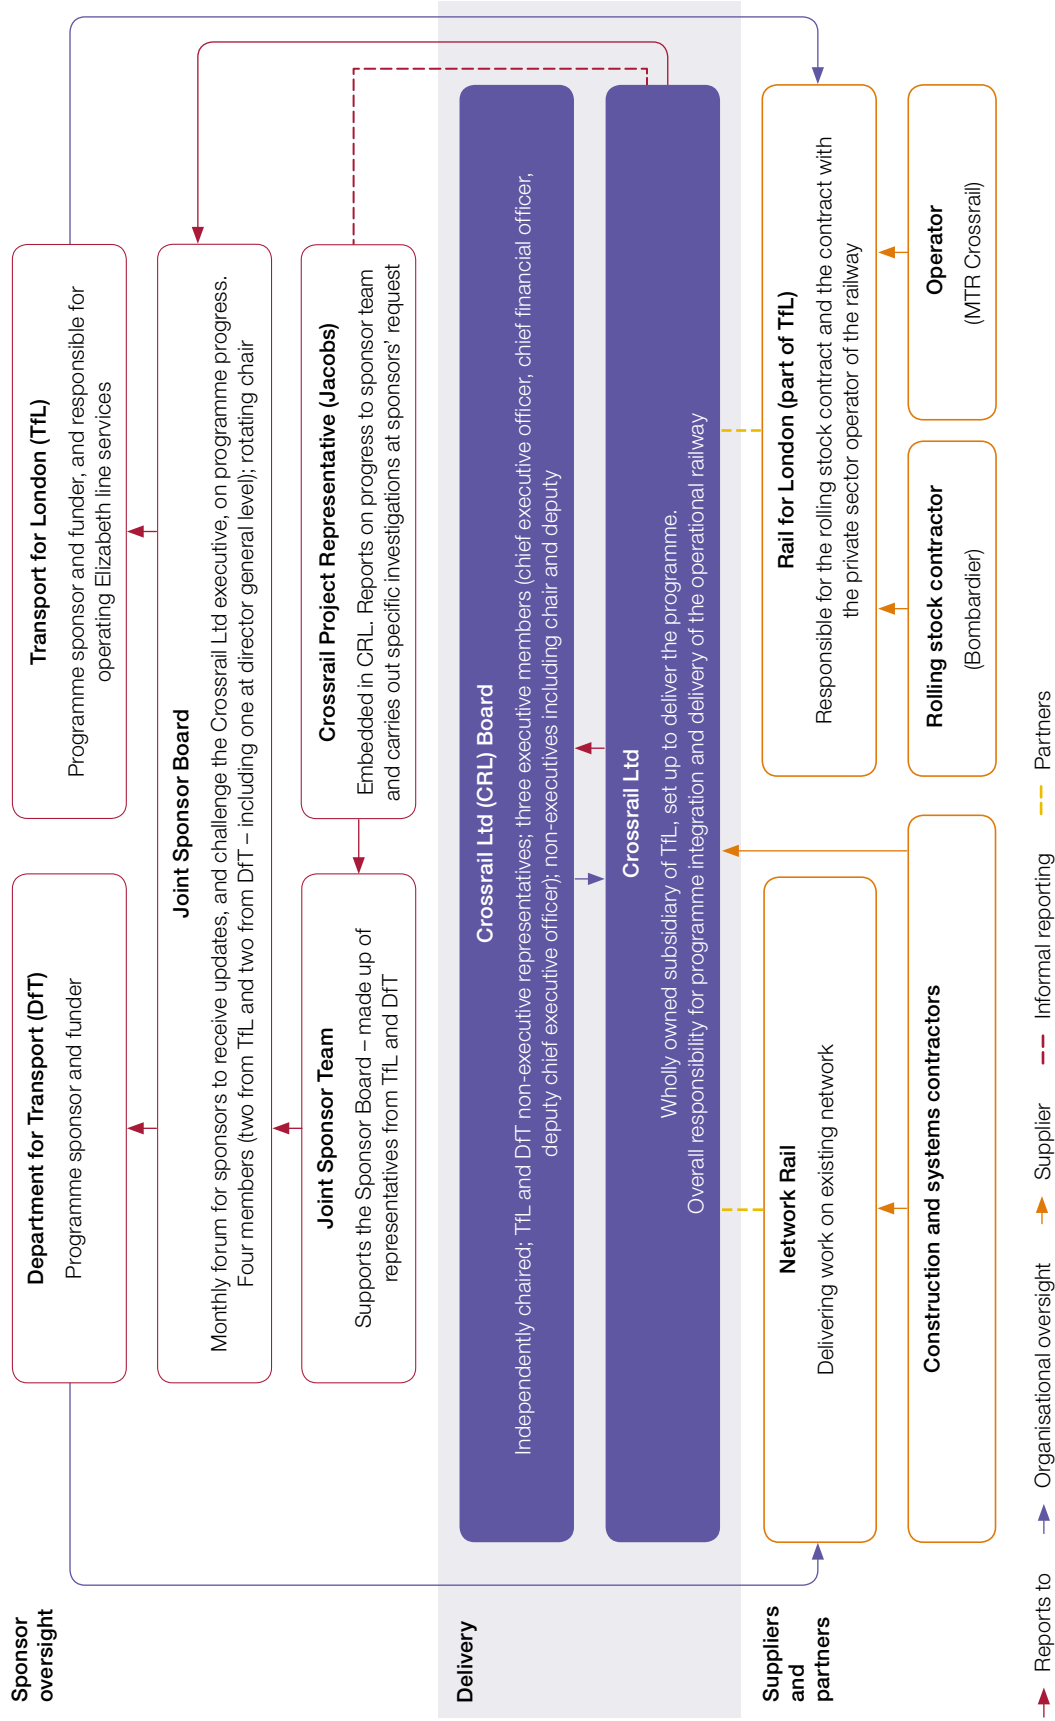 Sponsor
oversight
Department for Transport (DfT)
Programme sponsor and funder
Transport for London (TfL)
Programme sponsor and funder, and responsible for
operating Elizabeth line services
Joint Sponsor Board
Monthly forum for sponsors to receive updates, and challenge the Crossrail Ltd executive, on programme progress.
Four members (two from TfL and two from DfT – including one at director general level); rotating chair
Joint Sponsor Team
Supports the Sponsor Board – made up of
representatives from TfL and DfT
Crossrail Project Representative (Jacobs)
Embedded in CRL. Reports on progress to sponsor team
and carries out specific investigations at sponsors’ request
Delivery
Crossrail Ltd (CRL) Board
Independently chaired; TfL and DfT non-executive representatives; three executive members (chief executive officer, chief financial officer,
deputy chief executive officer); non-executives including chair and deputy
Crossrail Ltd
Wholly owned subsidiary of TfL, set up to deliver the programme.
Overall responsibility for programme integration and delivery of the operational railway
Suppliers
and
partners
Network Rail
Delivering work on existing network
Rail for London (part of TfL)
Responsible for the rolling stock contract and the contract with
the private sector operator of the railway
Construction and systems contractors
Rolling stock contractor
(Bombardier)
Operator
(MTR Crossrail)
Reports to
Organisational oversight
Supplier
Informal reporting
Partners